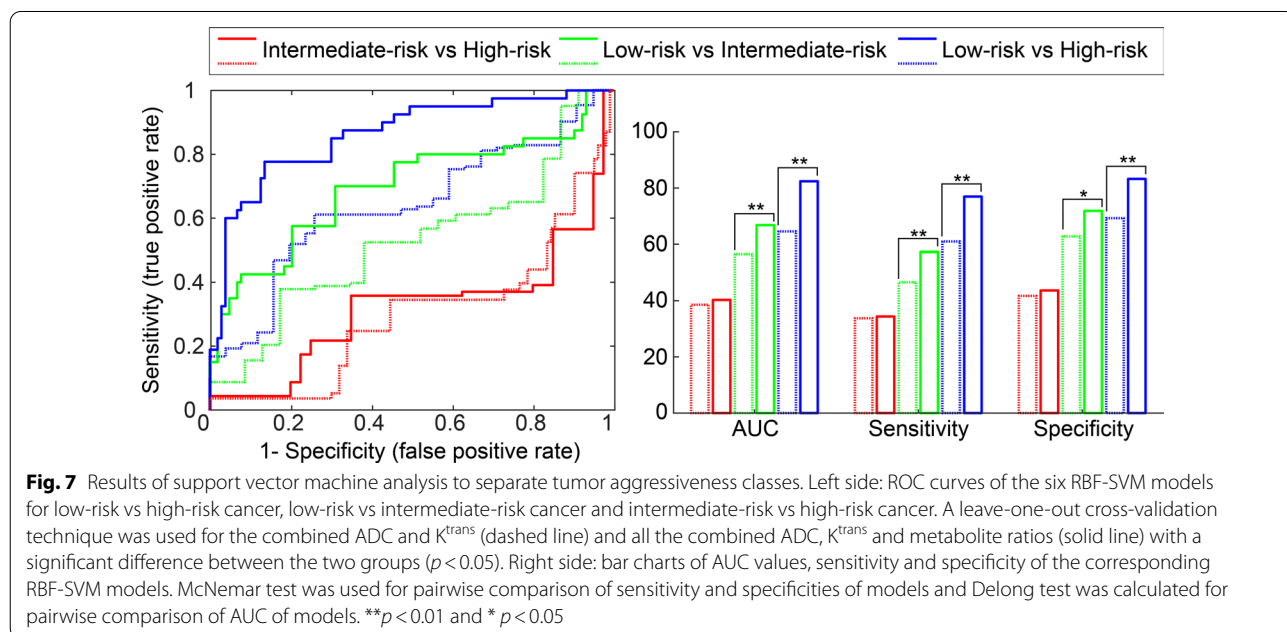 Intermediate-risk vs High-risk Low-risk vs Intermediate-risk Low-risk vs High-risk
1
0.8
0.6
0.4
0.2
0
0 0.2 0.4 0.6 0.8 1
Sensitivity (true positive rate)
1- Specificity (false positive rate)
100
80
60
40
20
0
** ** ** ** * **
AUC Sensitivity Specificity
Fig. 7 Results of support vector machine analysis to separate tumor aggressiveness classes. Left side: ROC curves of the six RBF-SVM models
for low-risk vs high-risk cancer, low-risk vs intermediate-risk cancer and intermediate-risk vs high-risk cancer. A leave-one-out cross-validation
technique was used for the combined ADC and Ktrans (dashed line) and all the combined ADC, Ktrans and metabolite ratios (solid line) with a
significant difference between the two groups (p < 0.05). Right side: bar charts of AUC values, sensitivity and specificity of the corresponding
RBF-SVM models. McNemar test was used for pairwise comparison of sensitivity and specificities of models and Delong test was calculated for
pairwise comparison of AUC of models. **p < 0.01 and * p < 0.05